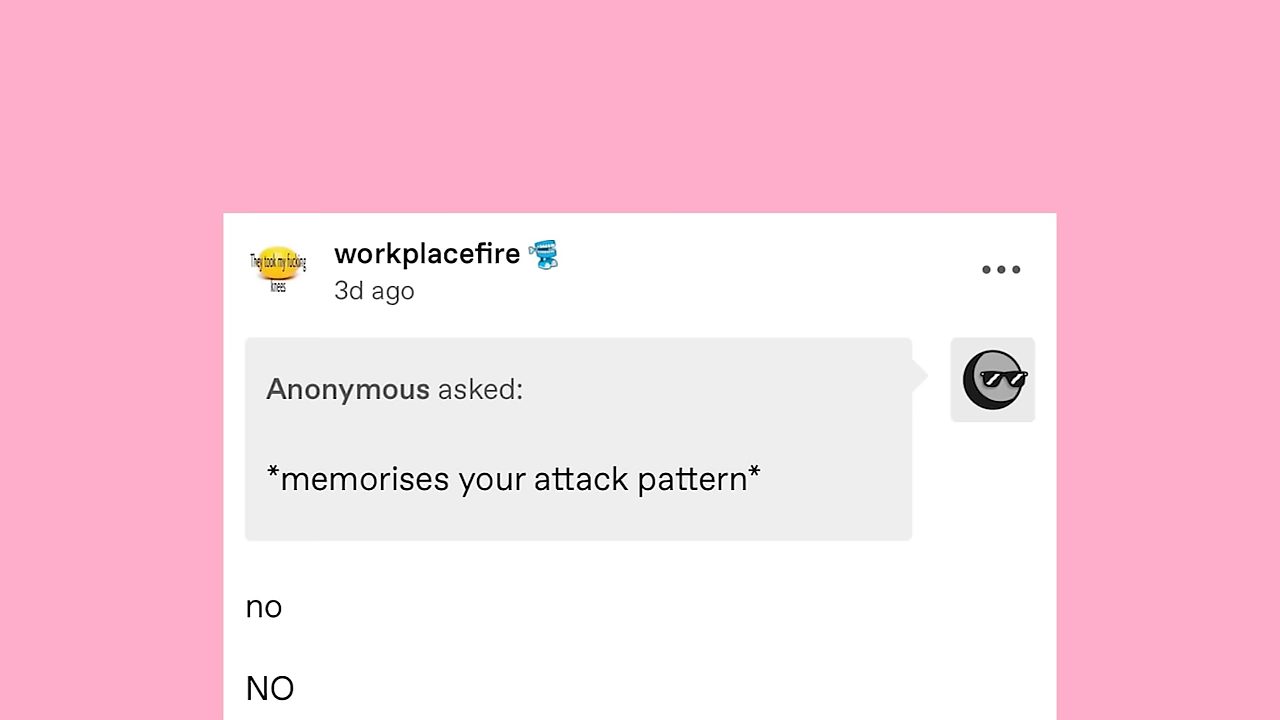 workplacefire
3d ago
They took my fucking
knees
Anonymous asked:
*memorises your attack pattern*
no
NO